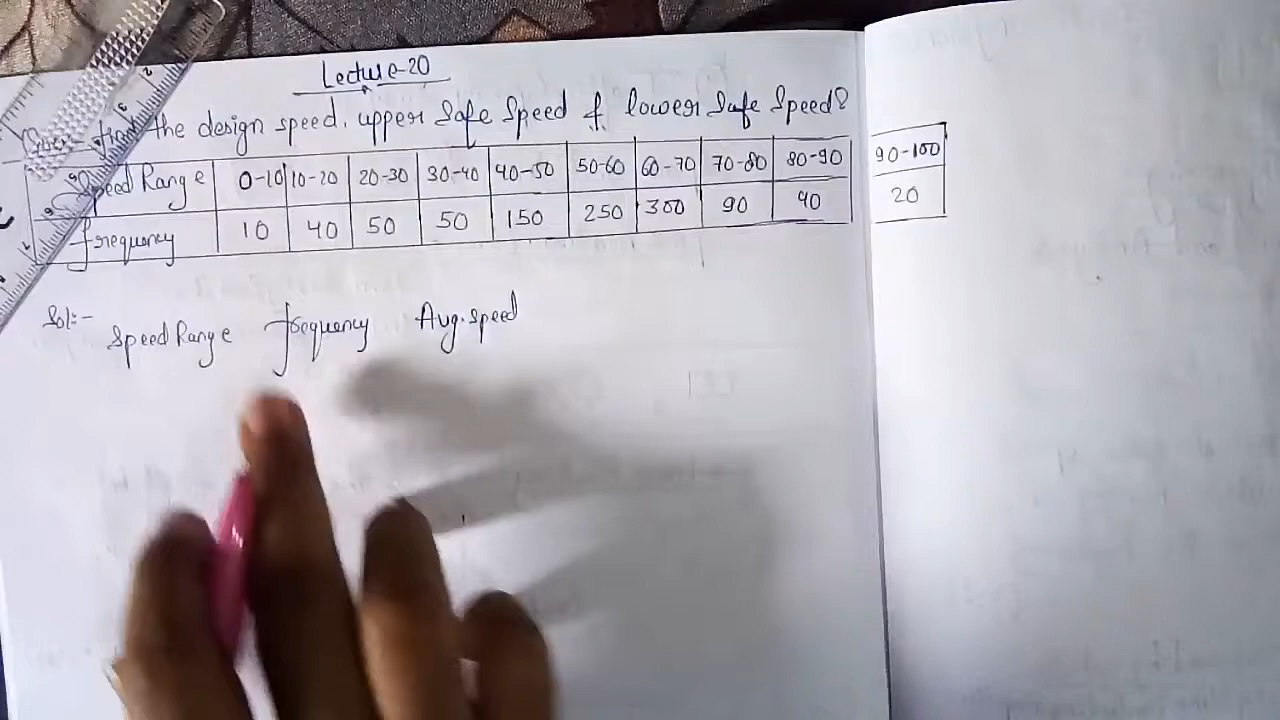 Lecture-20
Ques- find the design speed, upper Safe Speed & lower Safe Speed?
Speed Range 0-10 10-20 20-30 30-40 40-50 50-60 60-70 70-80 80-90 90-100
frequency 10 40 50 50 150 250 300 90 40 20
Sol:- Speed Range frequency Avg. speed